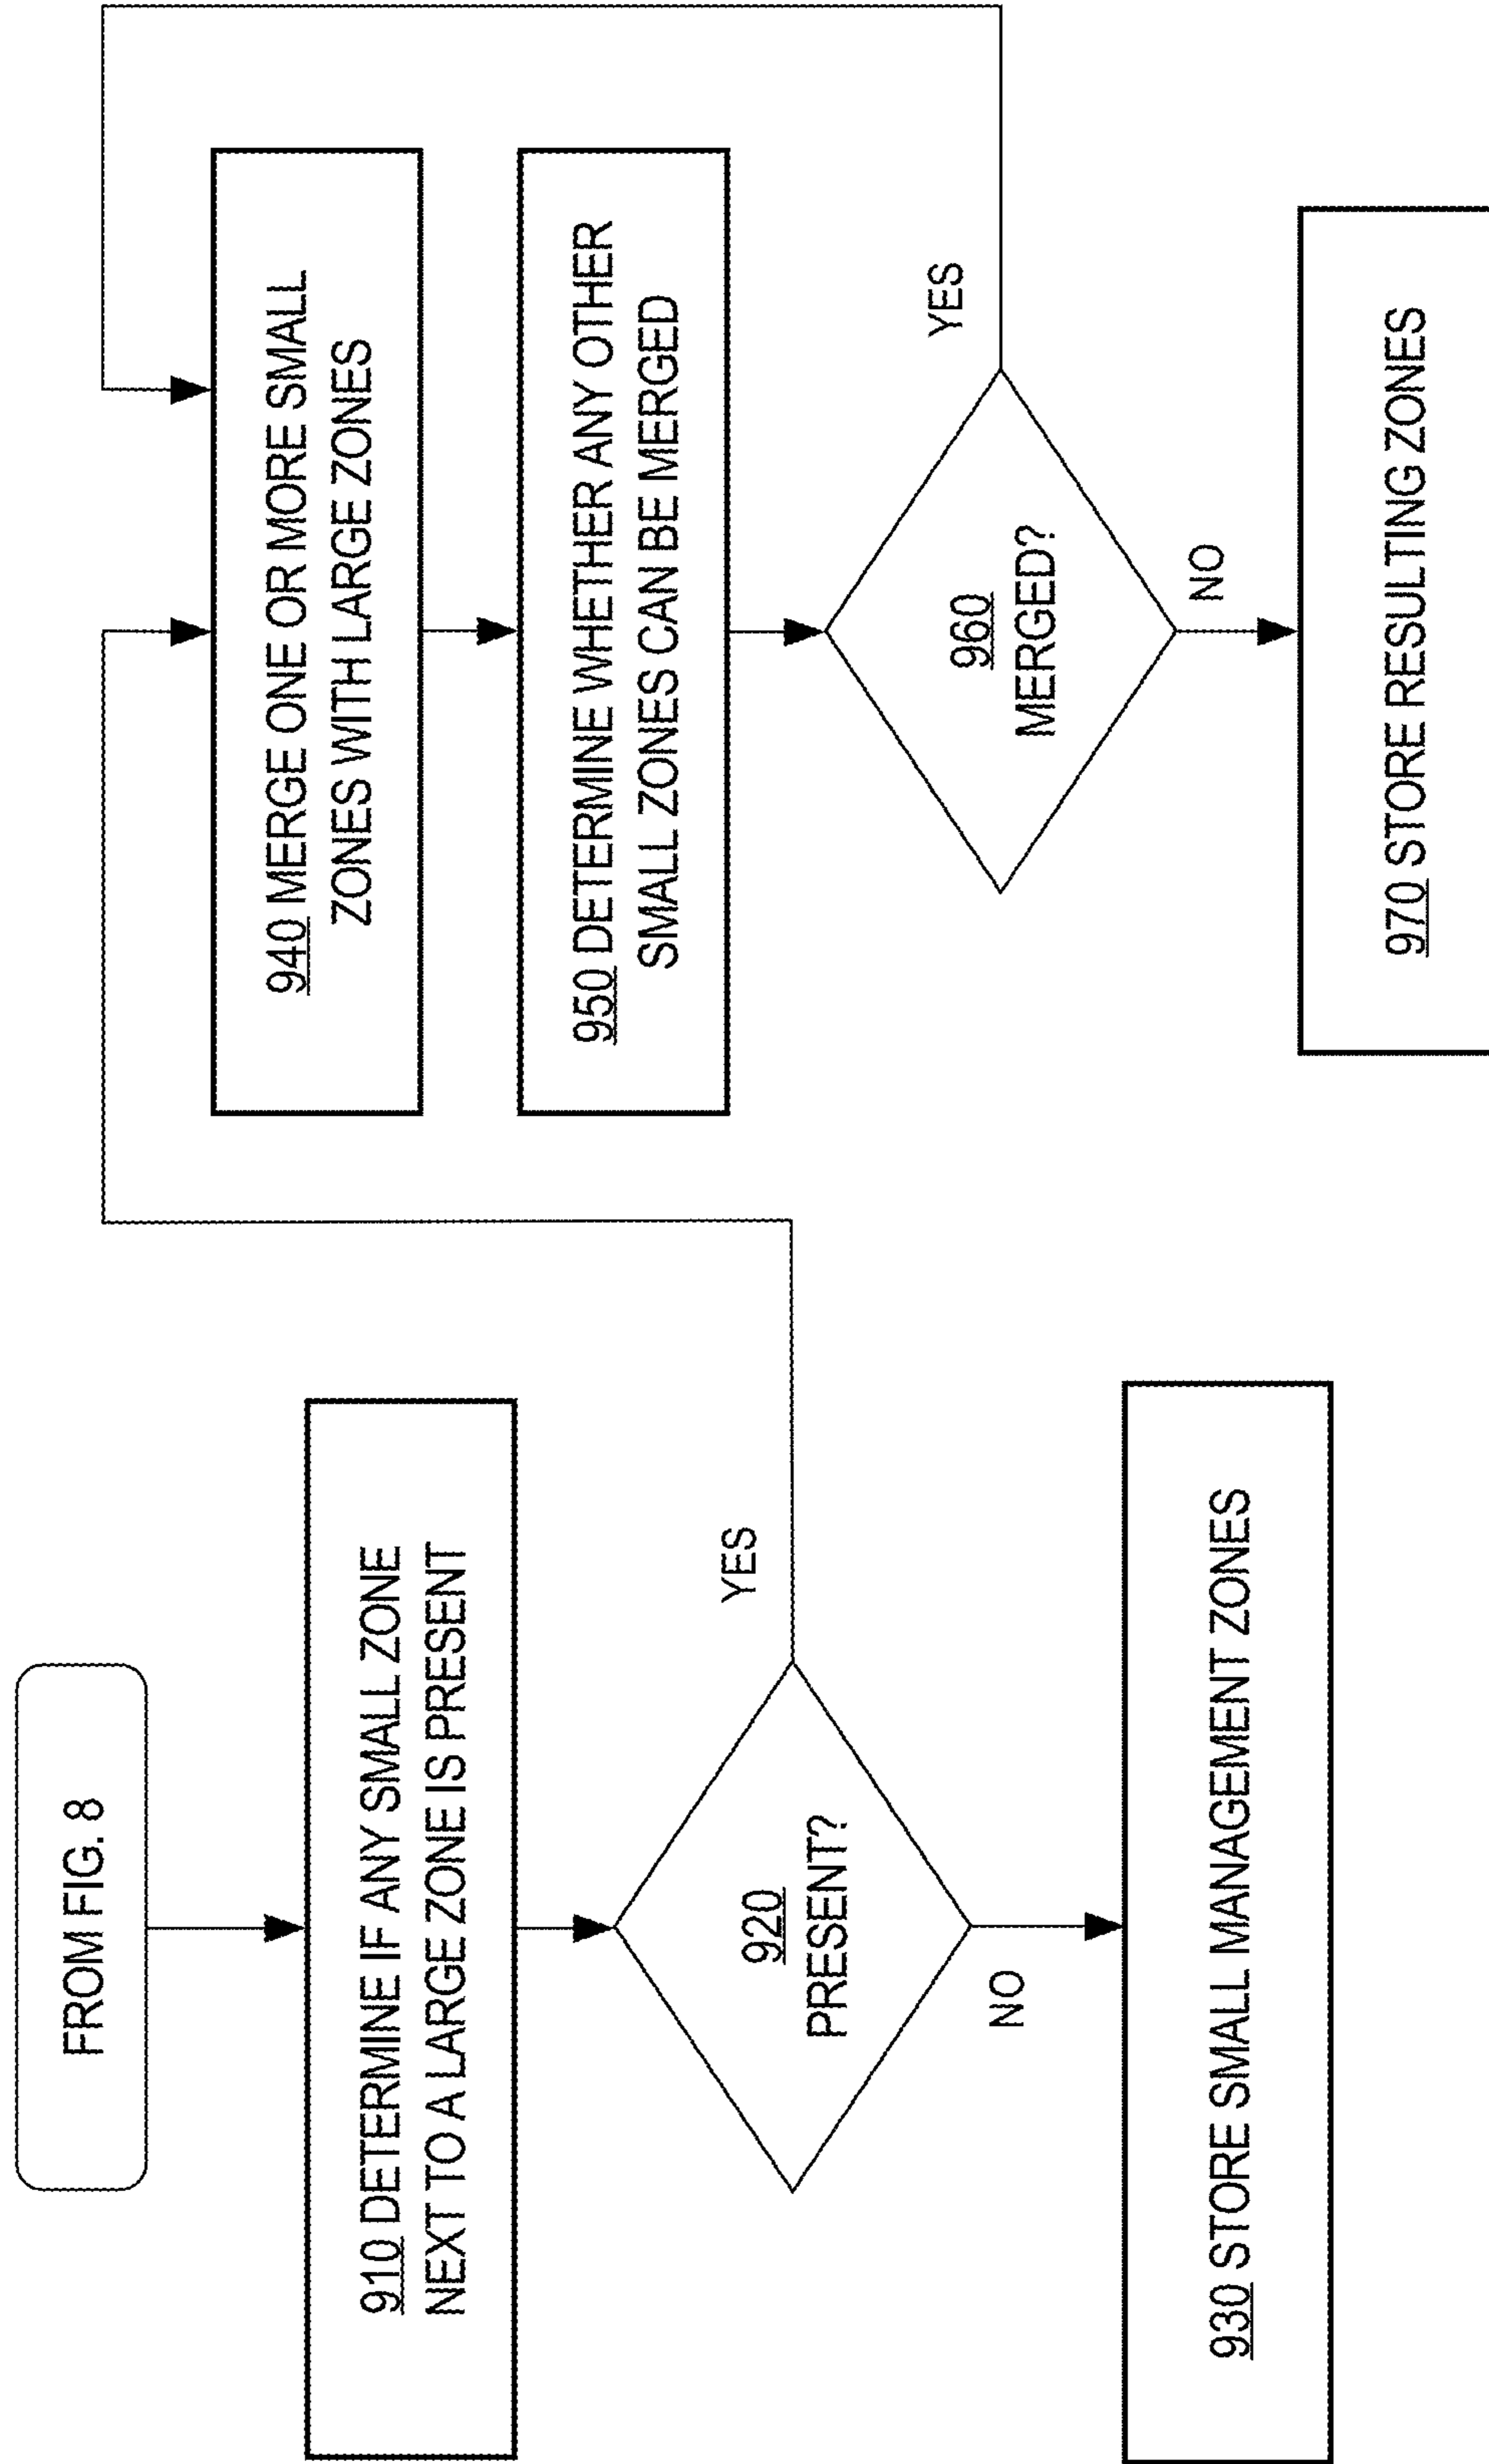 FROM FIG. 8
910 DETERMINE IF ANY SMALL ZONE
NEXT TO A LARGE ZONE IS PRESENT
920
PRESENT?
YES
NO
930 STORE SMALL MANAGEMENT ZONES
940 MERGE ONE OR MORE SMALL
ZONES WITH LARGE ZONES
950 DETERMINE WHETHER ANY OTHER
SMALL ZONES CAN BE MERGED
960
MERGED?
YES
NO
970 STORE RESULTING ZONES